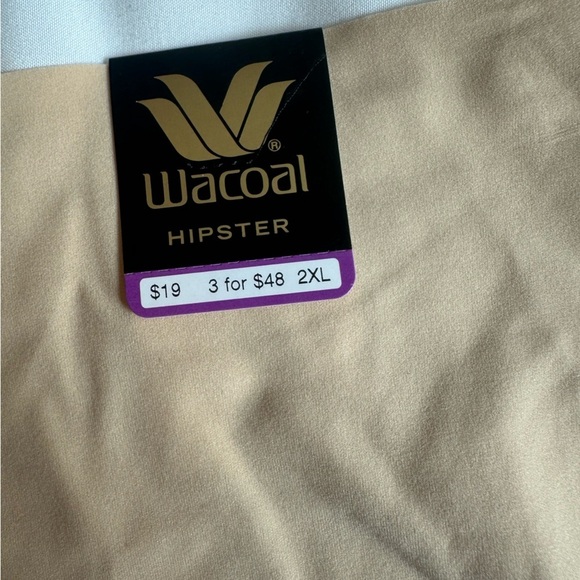 Wacoal®
HIPSTER
$19 3 for $48 2XL